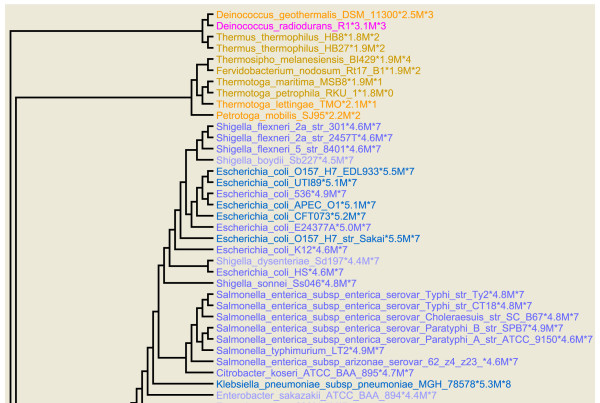 Deinococcus_geothermalis_DSM_11300*2.5M*3
Deinococcus_radiodurans_R1*3.1M*3
Thermus_thermophilus_HB8*1.8M*2
Thermus_thermophilus_HB27*1.9M*2
Thermosipho_melanesiensis_BI429*1.9M*4
Fervidobacterium_nodosum_Rt17_B1*1.9M*2
Thermotoga_maritima_MSB8*1.9M*1
Thermotoga_petrophila_RKU_1*1.8M*0
Thermotoga_lettingae_TMO*2.1M*1
Petrotoga_mobilis_SJ95*2.2M*2
Shigella_flexneri_2a_str_301*4.6M*7
Shigella_flexneri_2a_str_2457T*4.6M*7
Shigella_flexneri_5_str_8401*4.6M*7
Shigella_boydii_Sb227*4.5M*7
Escherichia_coli_O157_H7_EDL933*5.5M*7
Escherichia_coli_UTI89*5.1M*7
Escherichia_coli_536*4.9M*7
Escherichia_coli_APEC_O1*5.1M*7
Escherichia_coli_CFT073*5.2M*7
Escherichia_coli_E24377A*5.0M*7
Escherichia_coli_O157_H7_str_Sakai*5.5M*7
Escherichia_coli_K12*4.6M*7
Shigella_dysenteriae_Sd197*4.4M*7
Escherichia_coli_HS*4.6M*7
Shigella_sonnei_Ss046*4.8M*7
Salmonella_enterica_subsp_enterica_serovar_Typhi_str_Ty2*4.8M*7
Salmonella_enterica_subsp_enterica_serovar_Typhi_str_CT18*4.8M*7
Salmonella_enterica_subsp_enterica_serovar_Choleraesuis_str_SC_B67*4.8M*7
Salmonella_enterica_subsp_enterica_serovar_Paratyphi_B_str_SPB7*4.9M*7
Salmonella_enterica_subsp_enterica_serovar_Paratyphi_A_str_ATCC_9150*4.6M*7
Salmonella_typhimurium_LT2*4.9M*7
Salmonella_enterica_subsp_arizonae_serovar_62_z4_z23_*4.6M*7
Citrobacter_koseri_ATCC_BAA_895*4.7M*7
Klebsiella_pneumoniae_subsp_pneumoniae_MGH_78578*5.3M*8
Enterobacter_sakazakii_ATCC_BAA_894*4.4M*7